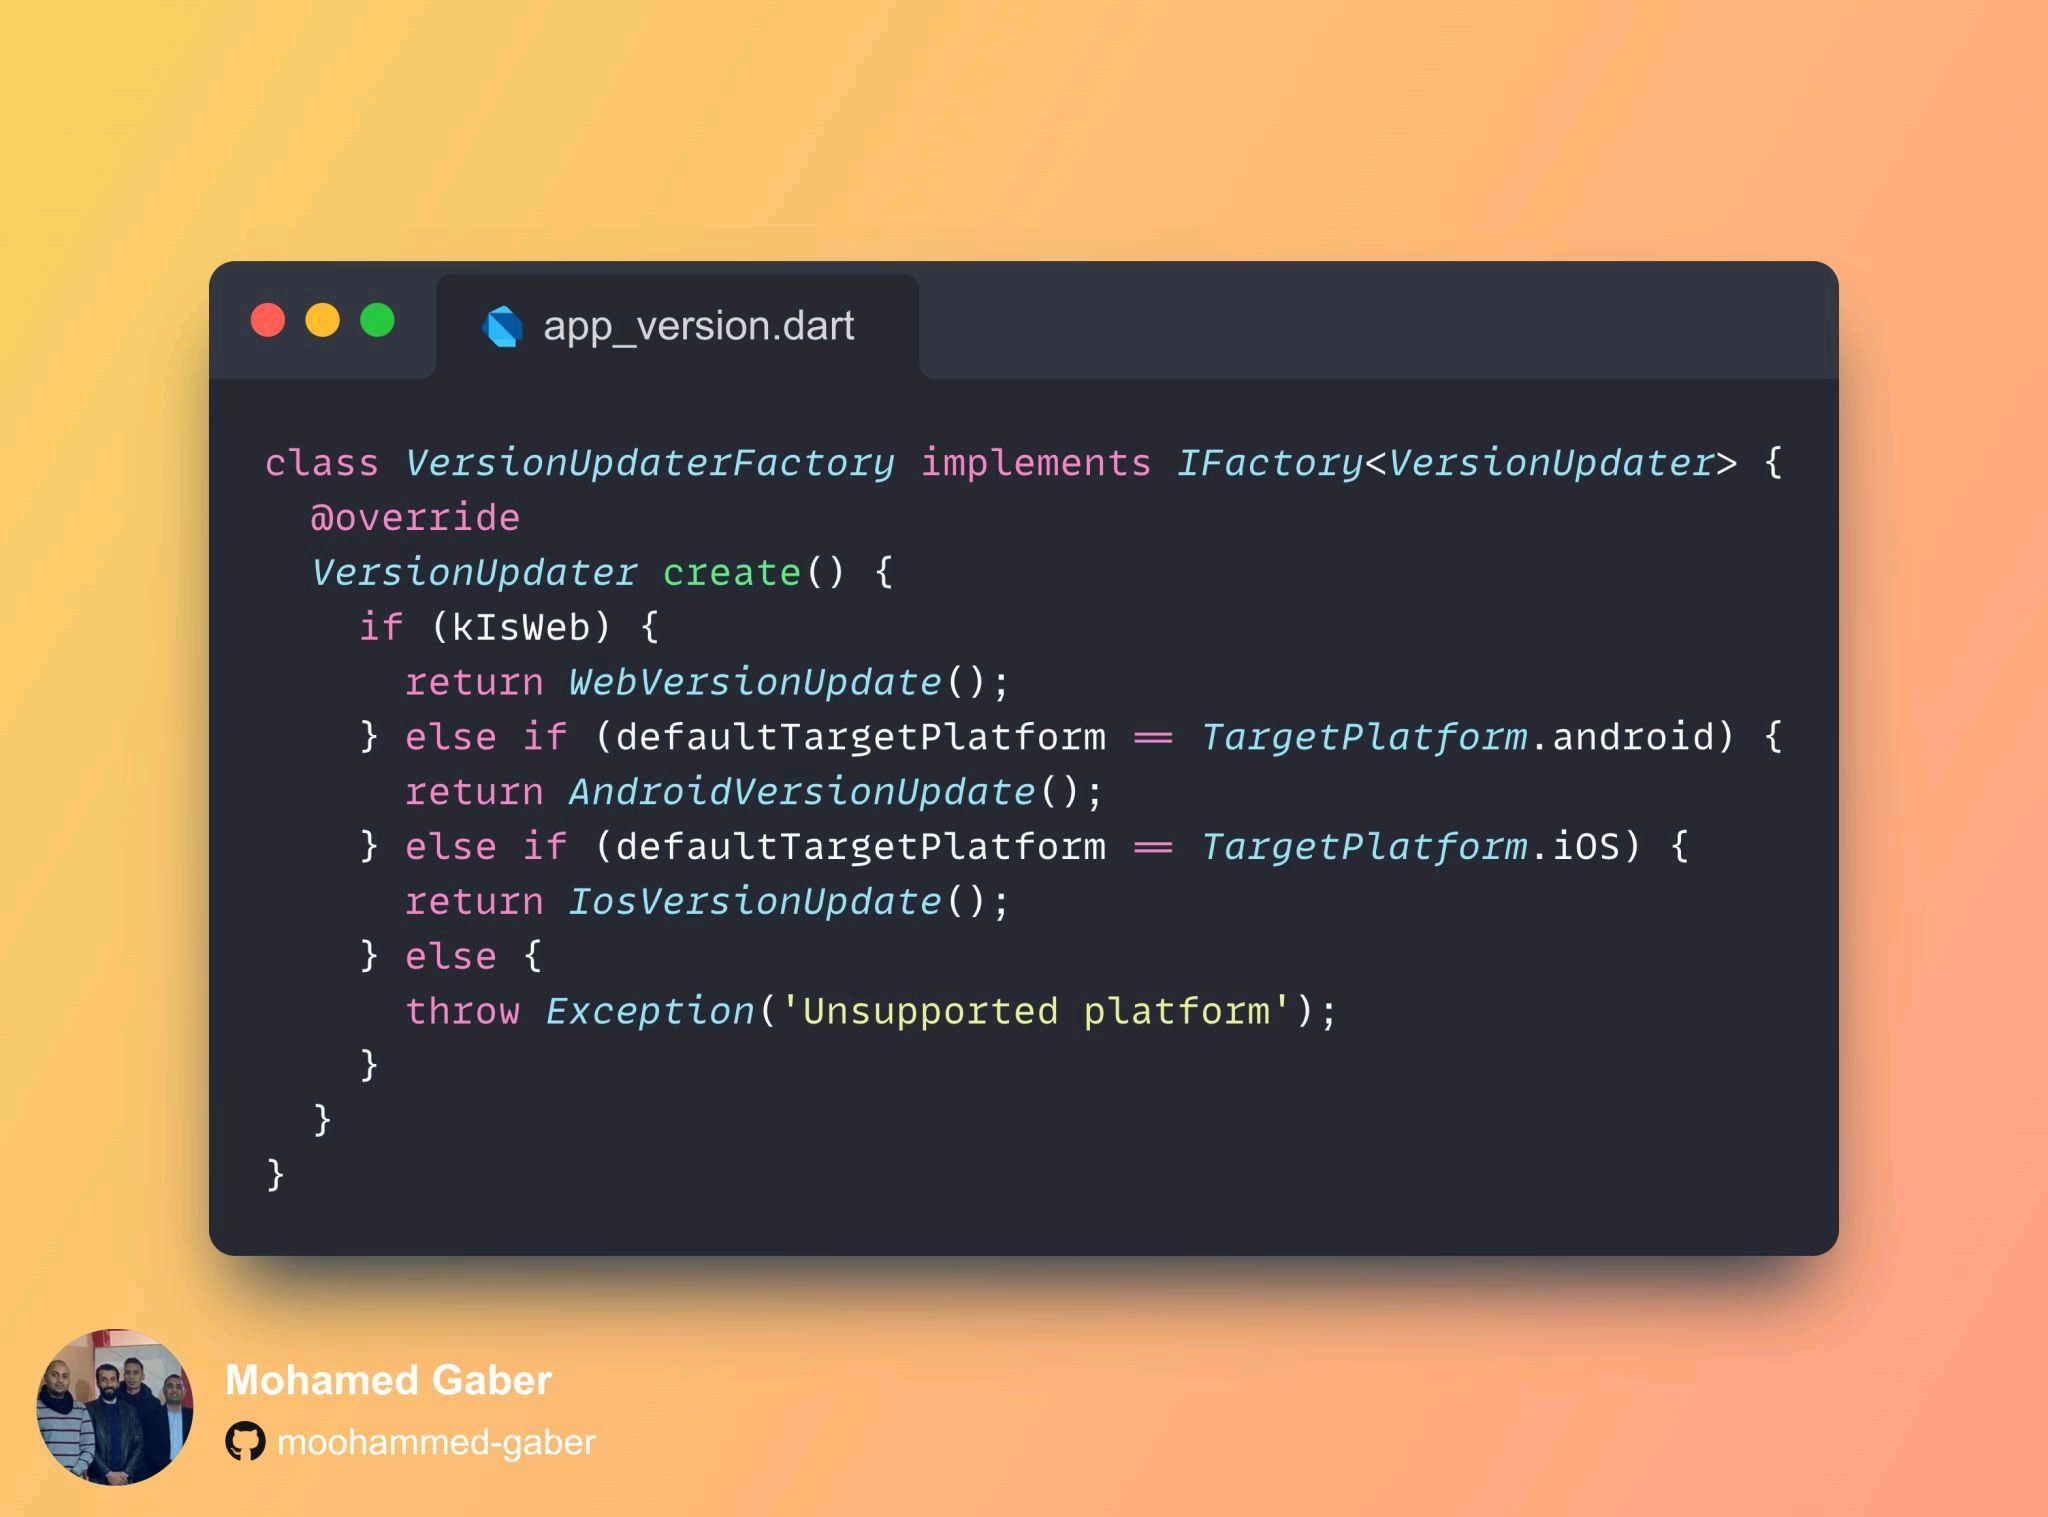 app_version.dart
class VersionUpdaterFactory implements IFactory<VersionUpdater> {
  @override
  VersionUpdater create() {
    if (kIsWeb) {
      return WebVersionUpdate();
    } else if (defaultTargetPlatform == TargetPlatform.android) {
      return AndroidVersionUpdate();
    } else if (defaultTargetPlatform == TargetPlatform.iOS) {
      return IosVersionUpdate();
    } else {
      throw Exception('Unsupported platform');
    }
  }
}
Mohamed Gaber
moohammed-gaber